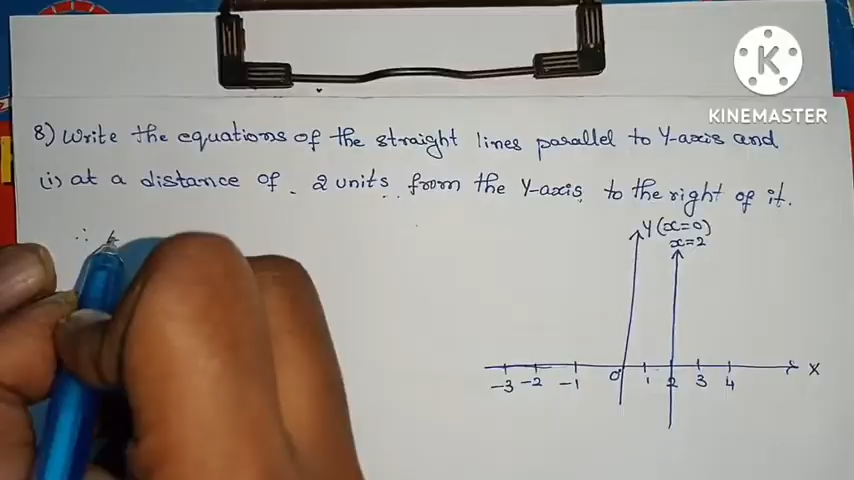 K
KINEMASTER
8) Write the equations of the straight lines parallel to Y-axis and
(i) at a distance of 2 units from the Y-axis to the right of it.
Y (x=0)
x=2
∴
-3 -2 -1 0 1 2 3 4 X